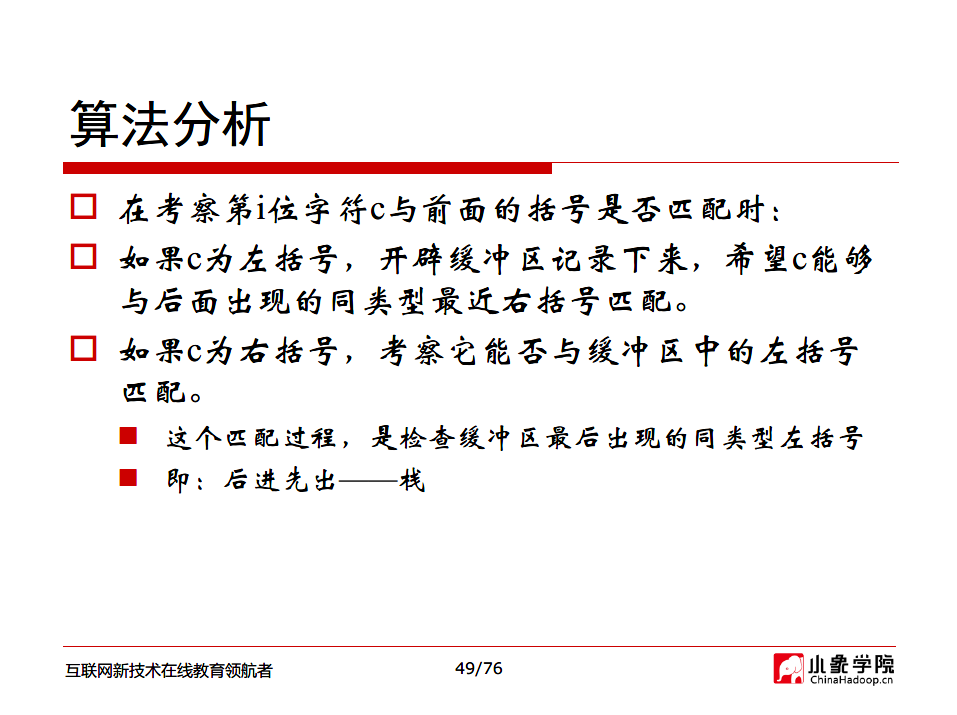 算法分析
在考察第i位字符c与前面的括号是否匹配时：
如果c为左括号，开辟缓冲区记录下来，希望c能够
与后面出现的同类型最近右括号匹配。
如果c为右括号，考察它能否与缓冲区中的左括号
匹配。
这个匹配过程，是检查缓冲区最后出现的同类型左括号
即：后进先出——栈
互联网新技术在线教育领航者
49/76
小象学院
ChinaHadoop.cn